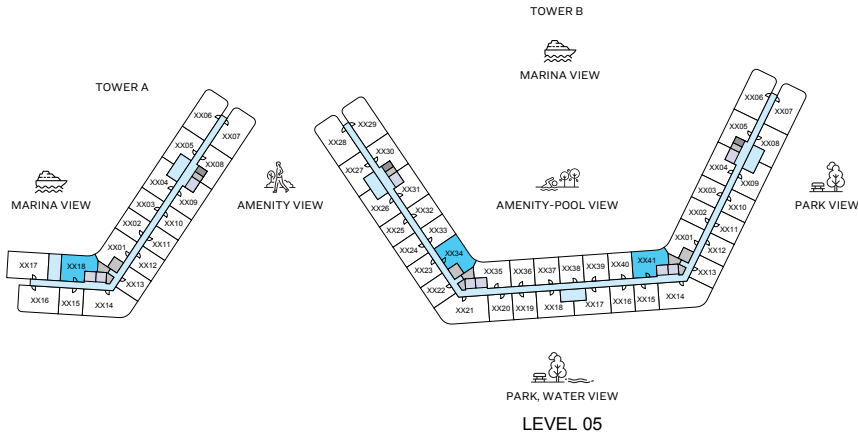 TOWER B
MARINA VIEW
TOWER A
XX06
XX07
XX05
XX08
XX04
XX09
XX03
XX10
XX02
XX11
XX01
XX12
XX13
XX17
XX18
XX16
XX15
XX14
MARINA VIEW
AMENITY VIEW
XX29
XX28
XX30
XX27
XX31
XX26
XX32
XX25
XX33
XX24
XX34
XX23
XX22
XX21
XX35
XX36
XX37
XX38
XX39
XX40
XX41
XX20
XX19
XX18
XX17
XX16
XX15
XX14
XX06
XX07
XX05
XX08
XX04
XX09
XX03
XX10
XX02
XX11
XX01
XX12
XX13
AMENITY-POOL VIEW
PARK VIEW
PARK, WATER VIEW
LEVEL 05